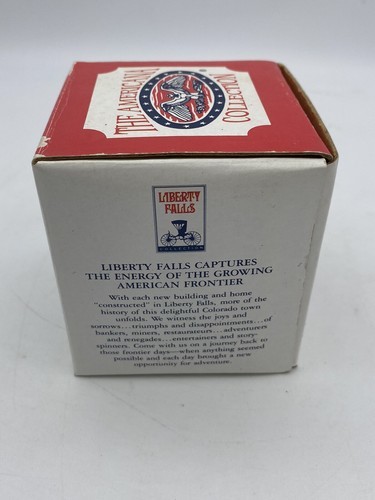 THE AMERICANA
COLLECTION
®
LIBERTY
FALLS
COLLECTION
LIBERTY FALLS CAPTURES
THE ENERGY OF THE GROWING
AMERICAN FRONTIER
With each new building and home
"constructed" in Liberty Falls, more of the
history of this delightful Colorado town
unfolds. We witness the joys and
sorrows...triumphs and disappointments...of
bankers, miners, restaurateurs...adventurers
and renegades...entertainers and story-
spinners. Come with us on a journey back to
those frontier days—when anything seemed
possible and each day brought a new
opportunity for adventure.